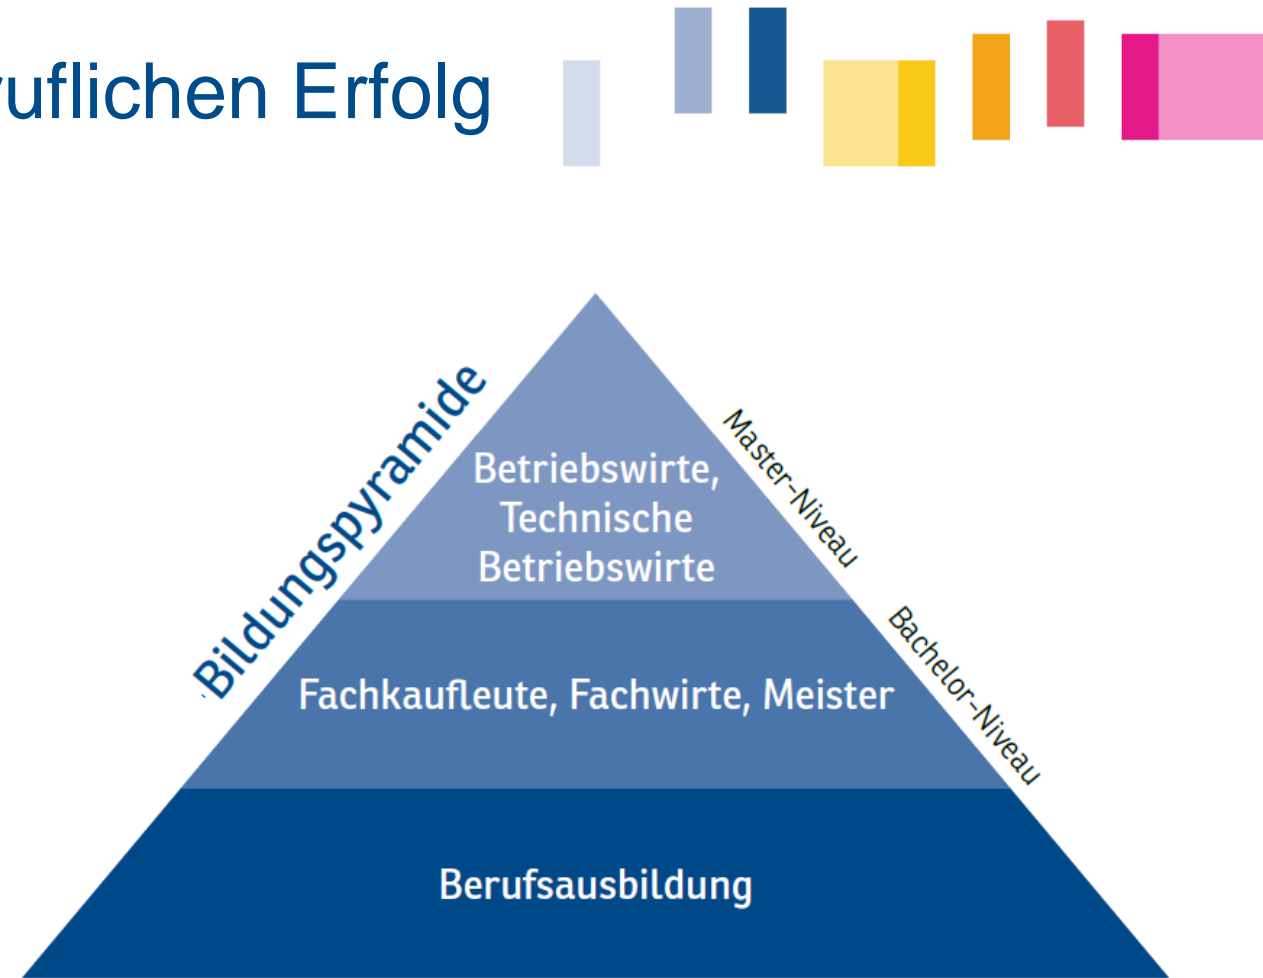 uflichen Erfolg
Bildungspyramide
Master-Niveau
Betriebswirte,
Technische
Betriebswirte
Bachelor-Niveau
Fachkaufleute, Fachwirte, Meister
Berufsausbildung